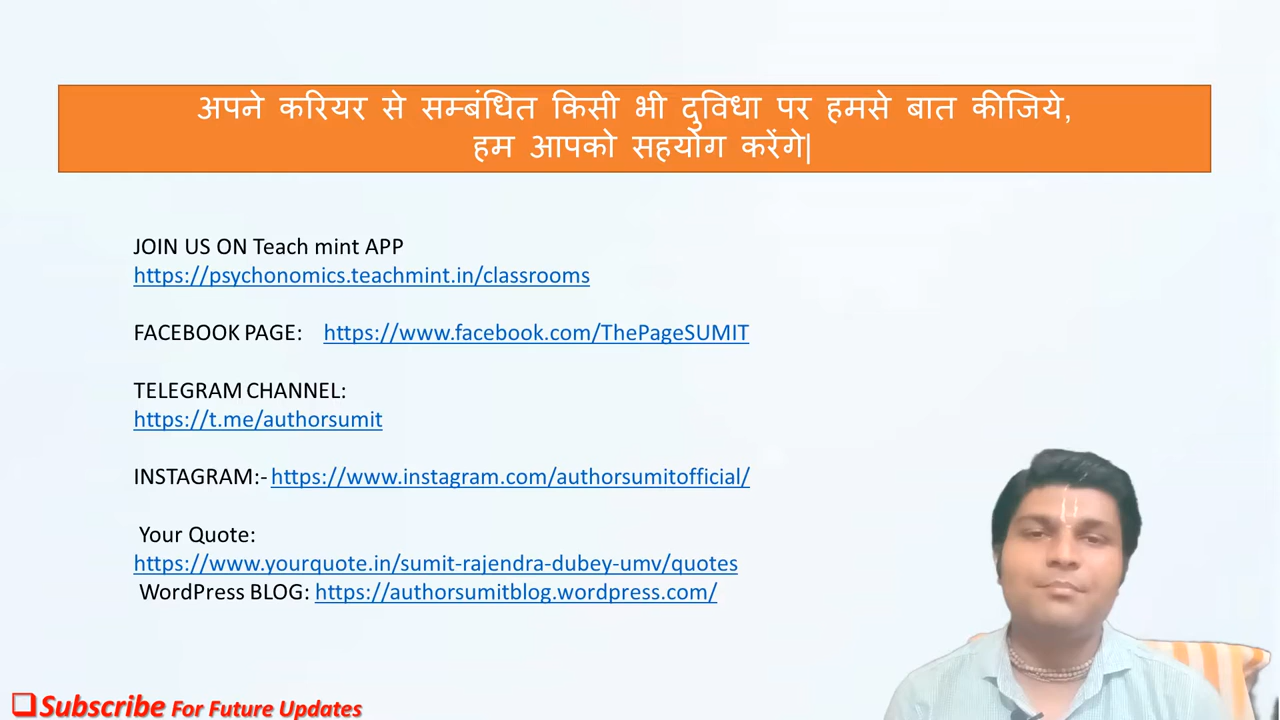 अपने करियर से सम्बंधित किसी भी दुविधा पर हमसे बात कीजिये,
हम आपको सहयोग करेंगे|
JOIN US ON Teach mint APP
https://psychonomics.teachmint.in/classrooms
FACEBOOK PAGE: https://www.facebook.com/ThePageSUMIT
TELEGRAM CHANNEL:
https://t.me/authorsumit
INSTAGRAM:- https://www.instagram.com/authorsumitofficial/
Your Quote:
https://www.yourquote.in/sumit-rajendra-dubey-umv/quotes
WordPress BLOG: https://authorsumitblog.wordpress.com/
Subscribe For Future Updates